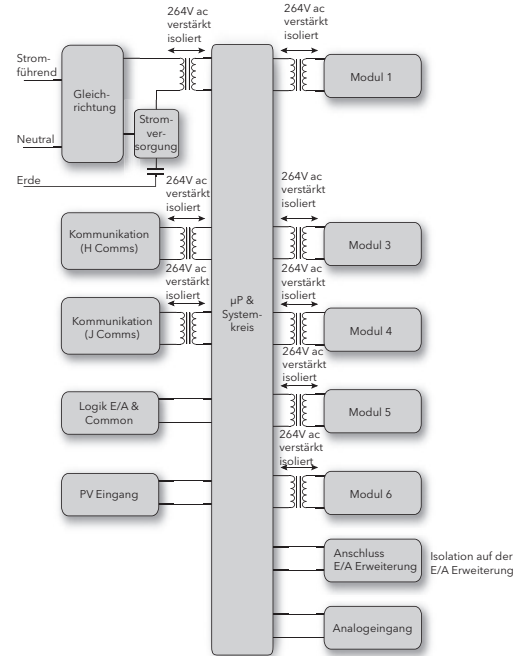 264V ac
verstärkt
isoliert
264V ac
verstärkt
isoliert
Strom-
führend
Gleich-
richtung
Modul 1
Strom-
ver-
sorgung
Neutral
Erde
264V ac
verstärkt
isoliert
264V ac
verstärkt
isoliert
Kommunikation
(H Comms)
Modul 3
264V ac
verstärkt
isoliert
264V ac
verstärkt
isoliert
µP &
System-
kreis
Kommunikation
(J Comms)
Modul 4
264V ac
verstärkt
isoliert
Logik E/A &
Common
Modul 5
264V ac
verstärkt
isoliert
PV Eingang
Modul 6
Anschluss
E/A Erweiterung
Isolation auf der
E/A Erweiterung
Analogeingang